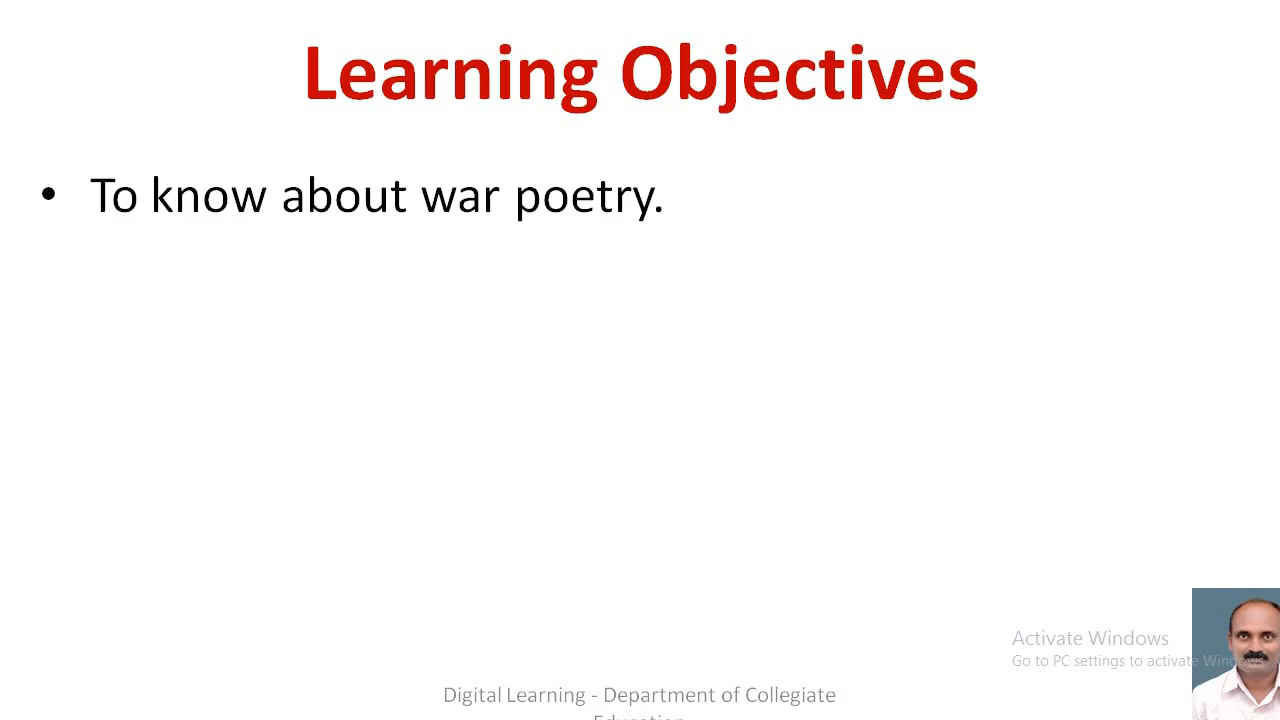 Learning Objectives
• To know about war poetry.
Activate Windows
Go to PC settings to activate Windows
Digital Learning - Department of Collegiate
Education